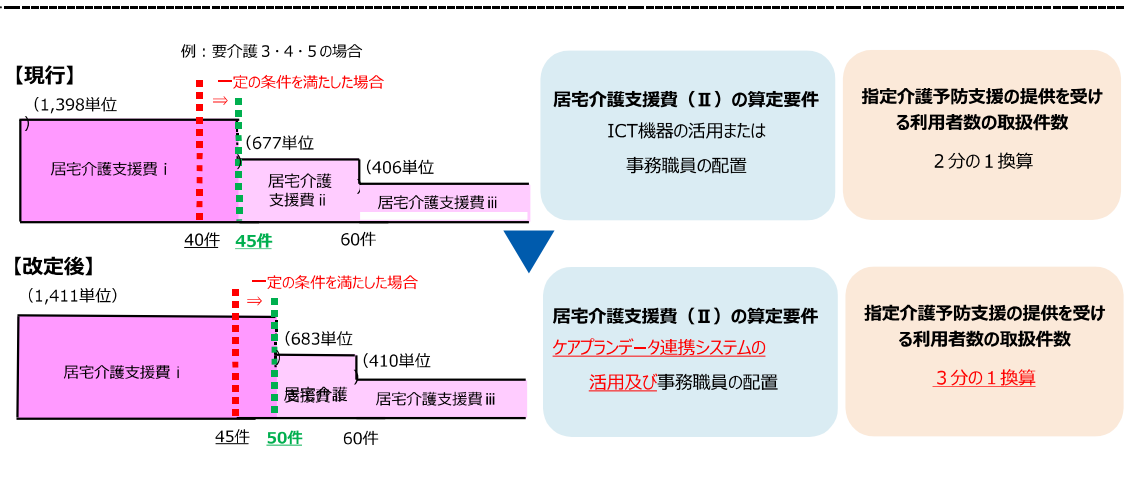 例：要介護３・４・５の場合
【現行】
一定の条件を満たした場合
⇒
（1,398単位
）
（677単位
）
（406単位
）
居宅介護支援費ⅰ
居宅介護
支援費ⅱ
居宅介護支援費ⅲ
40件
45件
60件
居宅介護支援費（Ⅱ）の算定要件
ICT機器の活用または
事務職員の配置
指定介護予防支援の提供を受け
る利用者数の取扱件数
２分の１換算
【改定後】
一定の条件を満たした場合
⇒
（1,411単位）
（683単位
）
（410単位
）
居宅介護支援費ⅰ
居宅介護
支援費ⅱ
居宅介護支援費ⅲ
45件
50件
60件
居宅介護支援費（Ⅱ）の算定要件
ケアプランデータ連携システムの
活用及び事務職員の配置
指定介護予防支援の提供を受け
る利用者数の取扱件数
３分の１換算